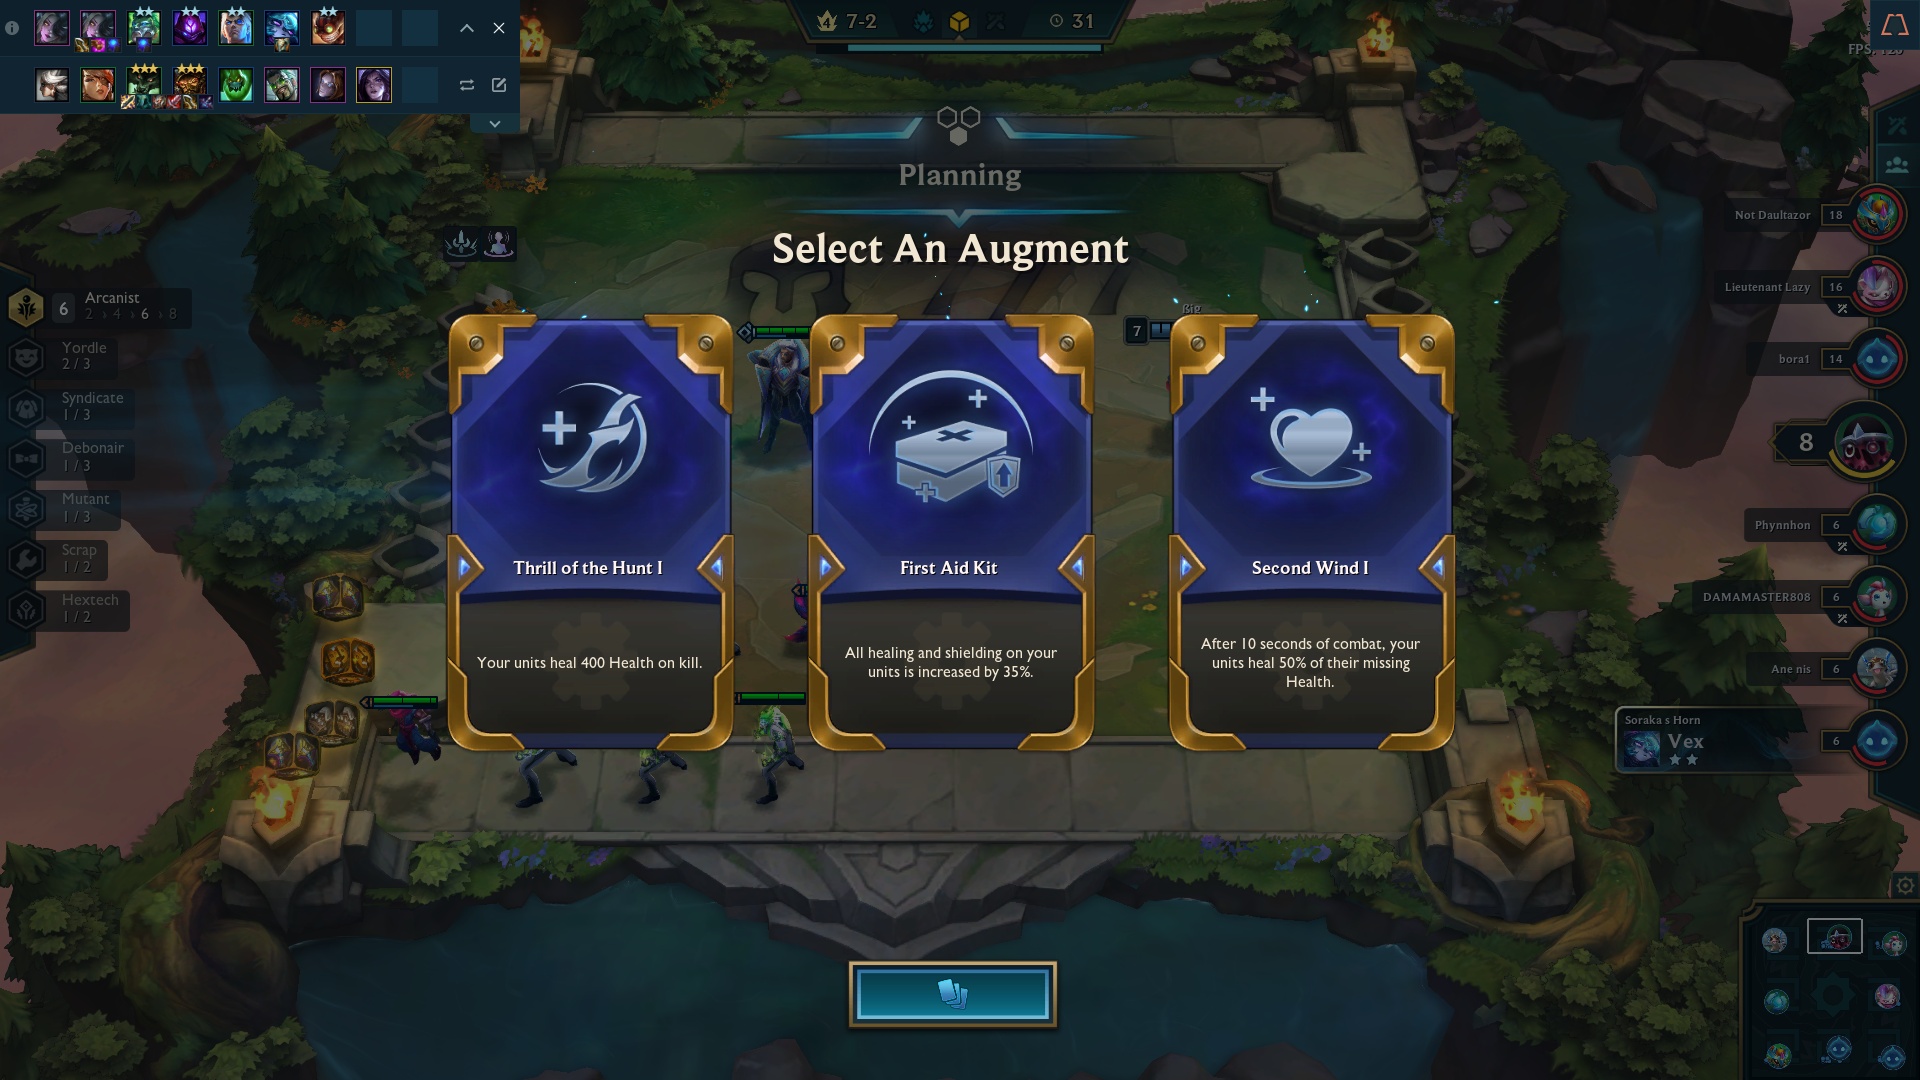 7-2
31
Planning
Select An Augment
6
Arcanist
2 › 4 › 6 › 8
Yordle
2 / 3
Syndicate
1 / 3
Debonair
1 / 3
Mutant
1 / 3
Scrap
1 / 2
Hextech
1 / 2
7
Thrill of the Hunt I
Your units heal 400 Health on kill.
First Aid Kit
All healing and shielding on your
units is increased by 35%.
Second Wind I
After 10 seconds of combat, your
units heal 50% of their missing
Health.
Not Daultazor 18
Lieutenant Lazy 16
bora1 14
8
Phynnhon 6
DAMAMASTER808 6
Ane nis 6
6
Soraka s Horn
Vex